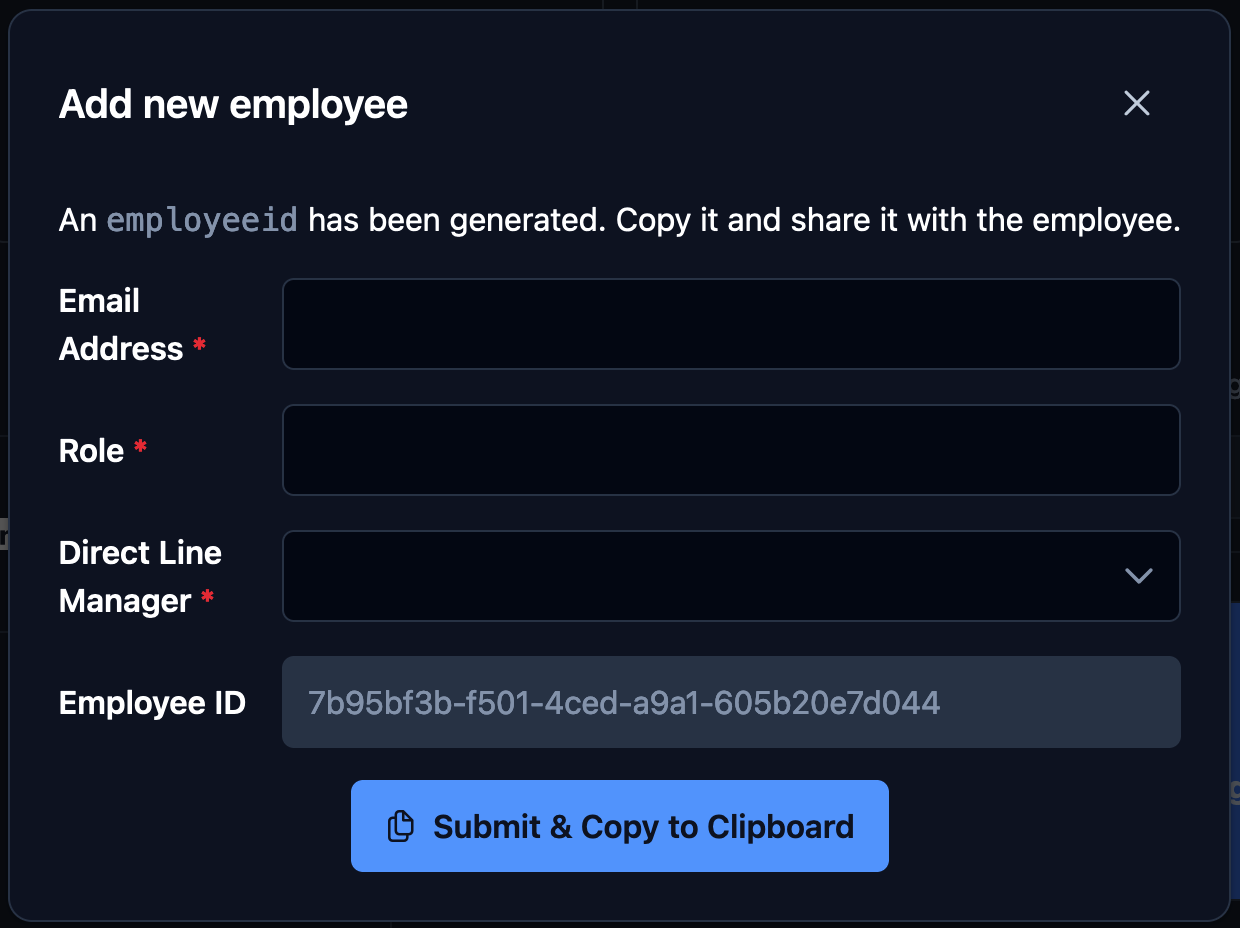 Add new employee
An employeeid has been generated. Copy it and share it with the employee.
Email
Address *
Role *
Direct Line
Manager *
Employee ID
7b95bf3b-f501-4ced-a9a1-605b20e7d044
Submit & Copy to Clipboard